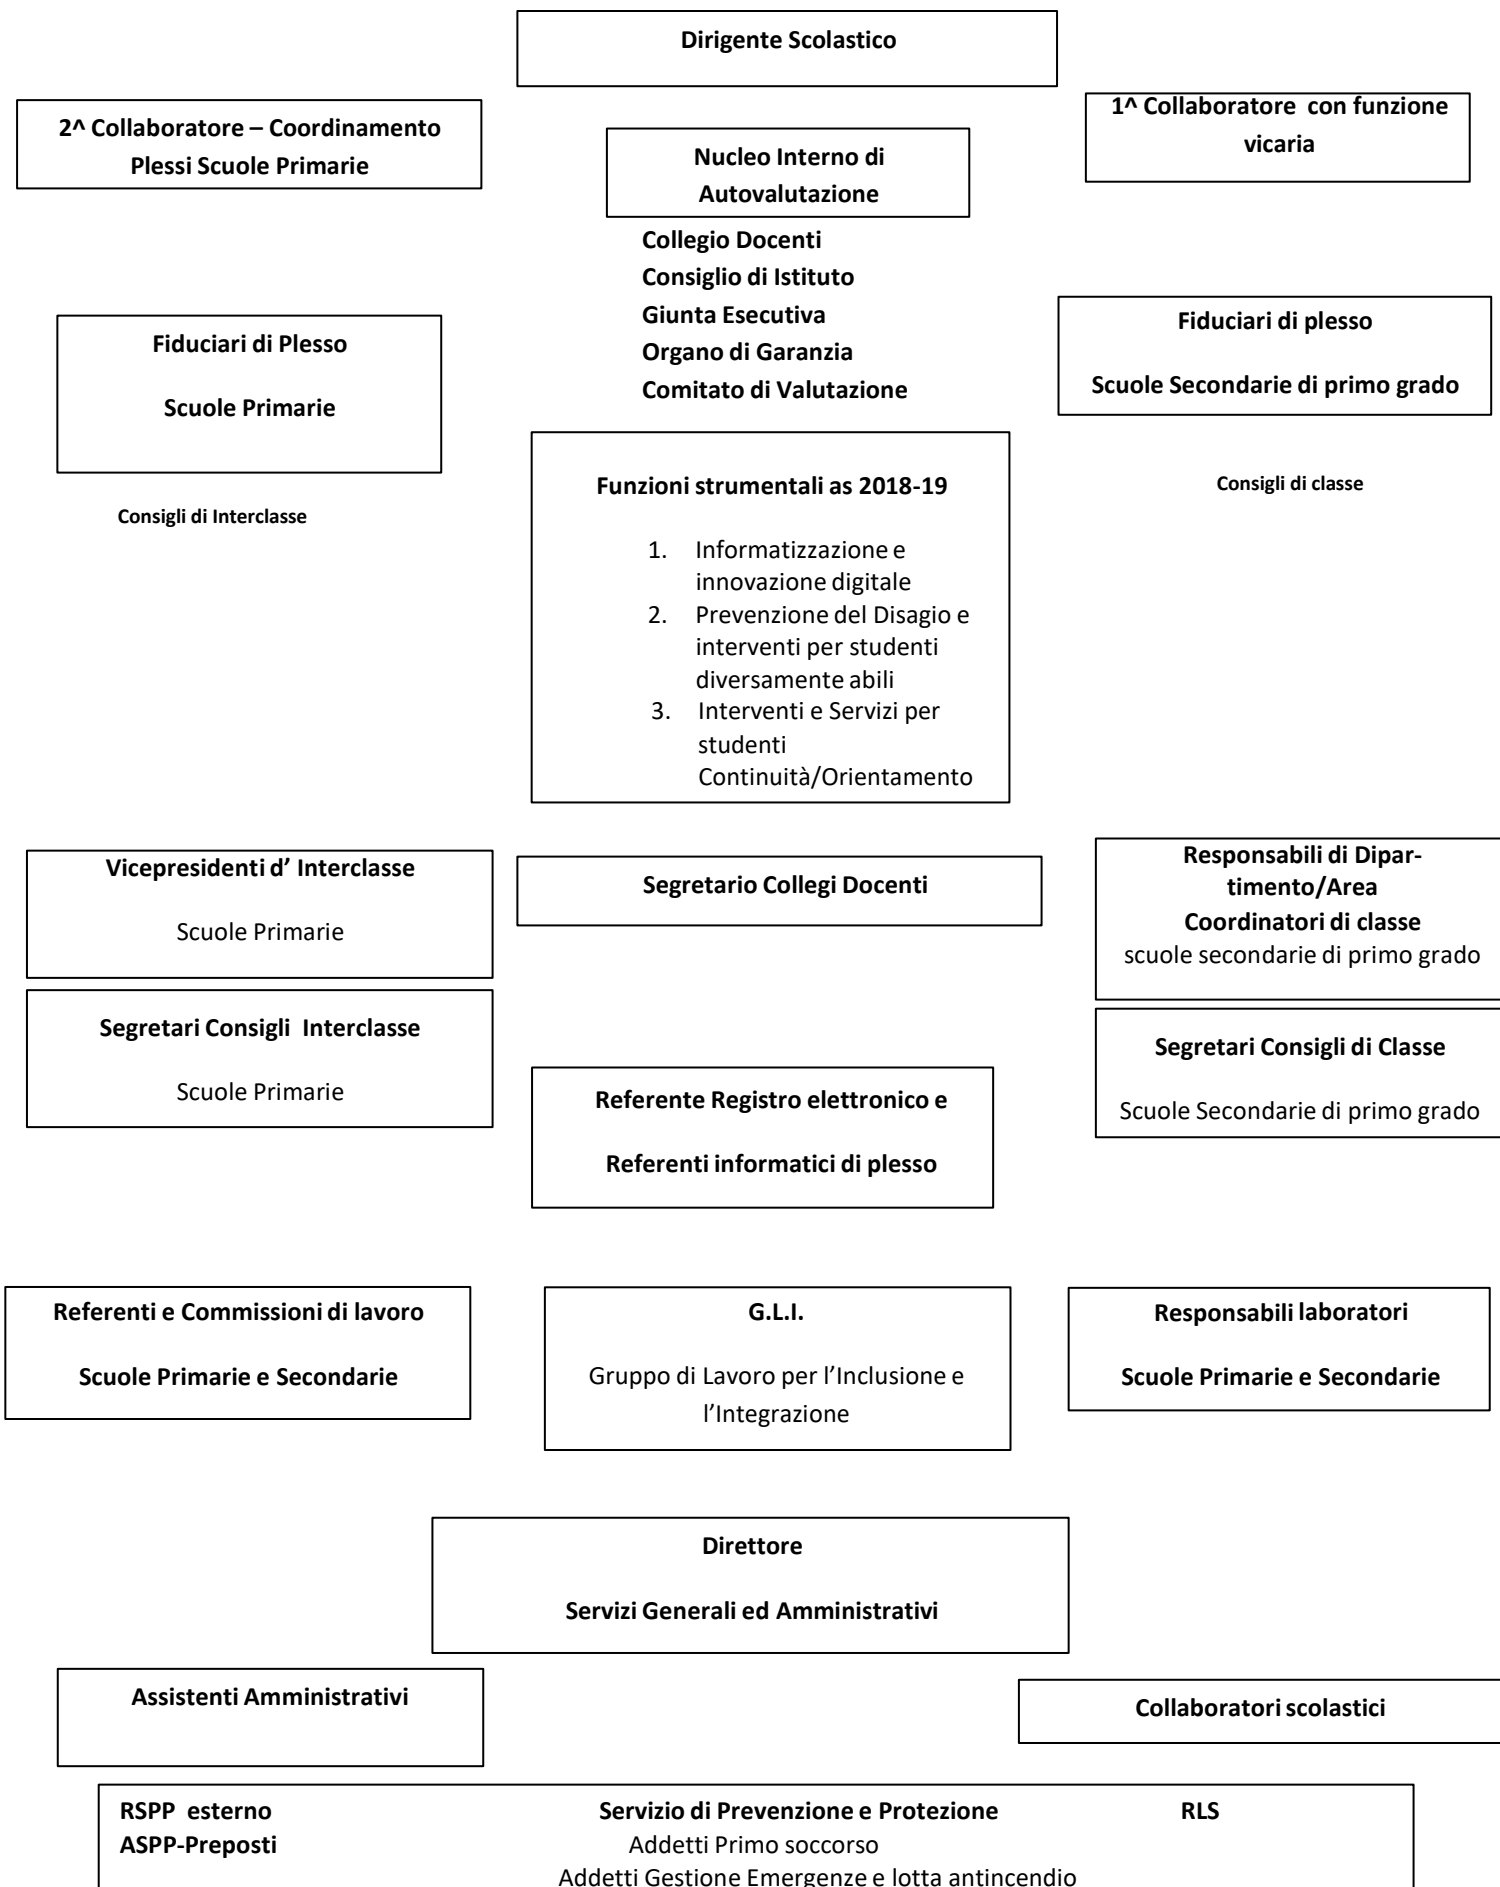 Dirigente Scolastico
2^ Collaboratore – Coordinamento
Plessi Scuole Primarie
1^ Collaboratore con funzione
vicaria
Nucleo Interno di
Autovalutazione
Collegio Docenti
Consiglio di Istituto
Giunta Esecutiva
Organo di Garanzia
Comitato di Valutazione
Fiduciari di Plesso
Scuole Primarie
Fiduciari di plesso
Scuole Secondarie di primo grado
Consigli di Interclasse
Funzioni strumentali as 2018-19
1. Informatizzazione e
innovazione digitale
2. Prevenzione del Disagio e
interventi per studenti
diversamente abili
3. Interventi e Servizi per
studenti
Continuità/Orientamento
Consigli di classe
Vicepresidenti d’ Interclasse
Scuole Primarie
Segretario Collegi Docenti
Responsabili di Dipar-
timento/Area
Coordinatori di classe
scuole secondarie di primo grado
Segretari Consigli Interclasse
Scuole Primarie
Segretari Consigli di Classe
Scuole Secondarie di primo grado
Referente Registro elettronico e
Referenti informatici di plesso
Referenti e Commissioni di lavoro
Scuole Primarie e Secondarie
G.L.I.
Gruppo di Lavoro per l’Inclusione e
l’Integrazione
Responsabili laboratori
Scuole Primarie e Secondarie
Direttore
Servizi Generali ed Amministrativi
Assistenti Amministrativi
Collaboratori scolastici
RSPP esterno Servizio di Prevenzione e Protezione RLS
ASPP-Preposti Addetti Primo soccorso
Addetti Gestione Emergenze e lotta antincendio